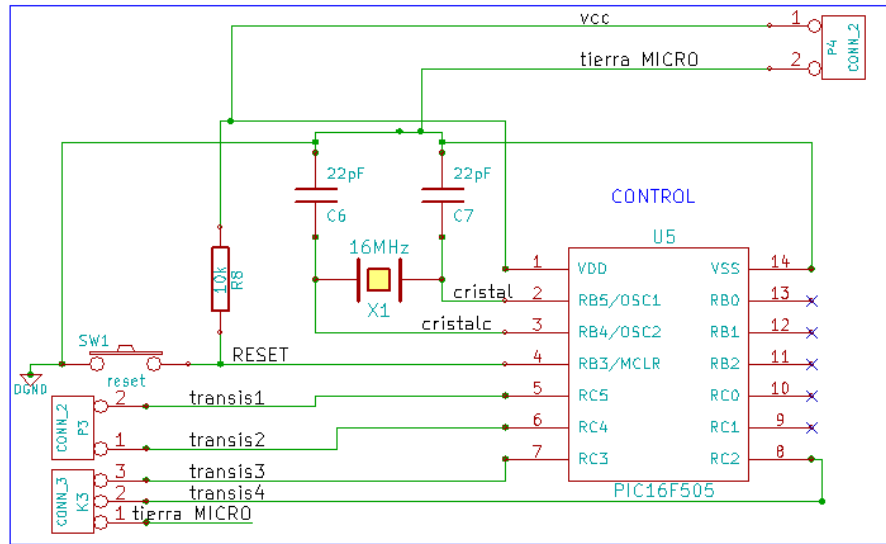 vcc
1
P4
CONN_2
tierra MICRO
2
22pF
C6
22pF
C7
CONTROL
U5
16MHz
X1
10k
R8
cristal
cristalc
1
VDD
VSS
14
2
RB5/OSC1
RB0
13
3
RB4/OSC2
RB1
12
4
RB3/MCLR
RB2
11
5
RC5
RC0
10
6
RC4
RC1
9
7
RC3
RC2
8
PIC16F505
SW1
RESET
reset
DGND
CONN_2
P3
2
transis1
1
transis2
CONN_3
K3
3
transis3
2
transis4
1
tierra MICRO